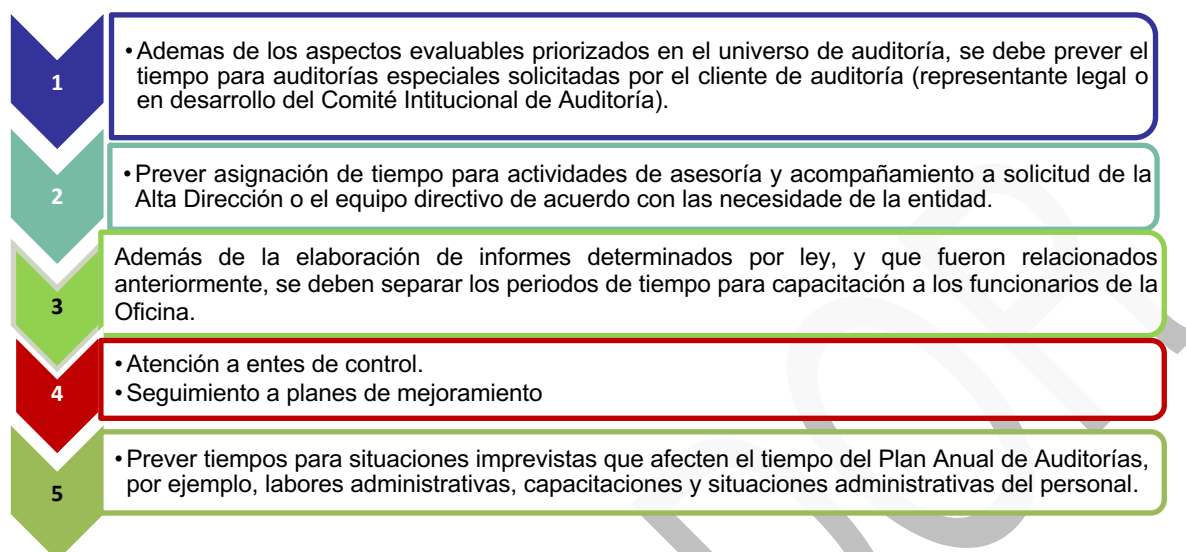 1
•Ademas de los aspectos evaluables priorizados en el universo de auditoría, se debe prever el
tiempo para auditorías especiales solicitadas por el cliente de auditoría (representante legal o
en desarrollo del Comité Intitucional de Auditoría).
2
•Prever asignación de tiempo para actividades de asesoría y acompañamiento a solicitud de la
Alta Dirección o el equipo directivo de acuerdo con las necesidade de la entidad.
3
Además de la elaboración de informes determinados por ley, y que fueron relacionados
anteriormente, se deben separar los periodos de tiempo para capacitación a los funcionarios de la
Oficina.
4
•Atención a entes de control.
•Seguimiento a planes de mejoramiento
5
•Prever tiempos para situaciones imprevistas que afecten el tiempo del Plan Anual de Auditorías,
por ejemplo, labores administrativas, capacitaciones y situaciones administrativas del personal.